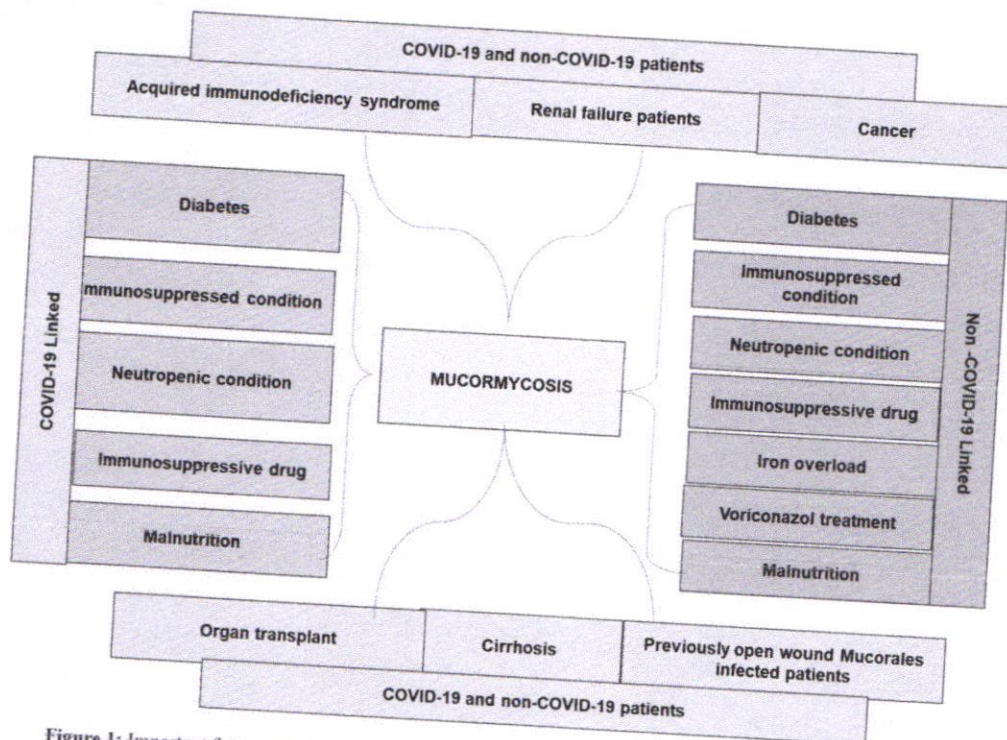 COVID-19 and non-COVID-19 patients
Acquired immunodeficiency syndrome
Renal failure patients
Cancer
COVID-19 Linked
Diabetes
mmunosuppressed condition
Neutropenic condition
Immunosuppressive drug
Malnutrition
MUCORMYCOSIS
Diabetes
Immunosuppressed
condition
Neutropenic condition
Immunosuppressive drug
Iron overload
Voriconazol treatment
Malnutrition
Non -COVID-19 Linked
Organ transplant
Cirrhosis
Previously open wound Mucorales
infected patients
COVID-19 and non-COVID-19 patients
Figure 1: